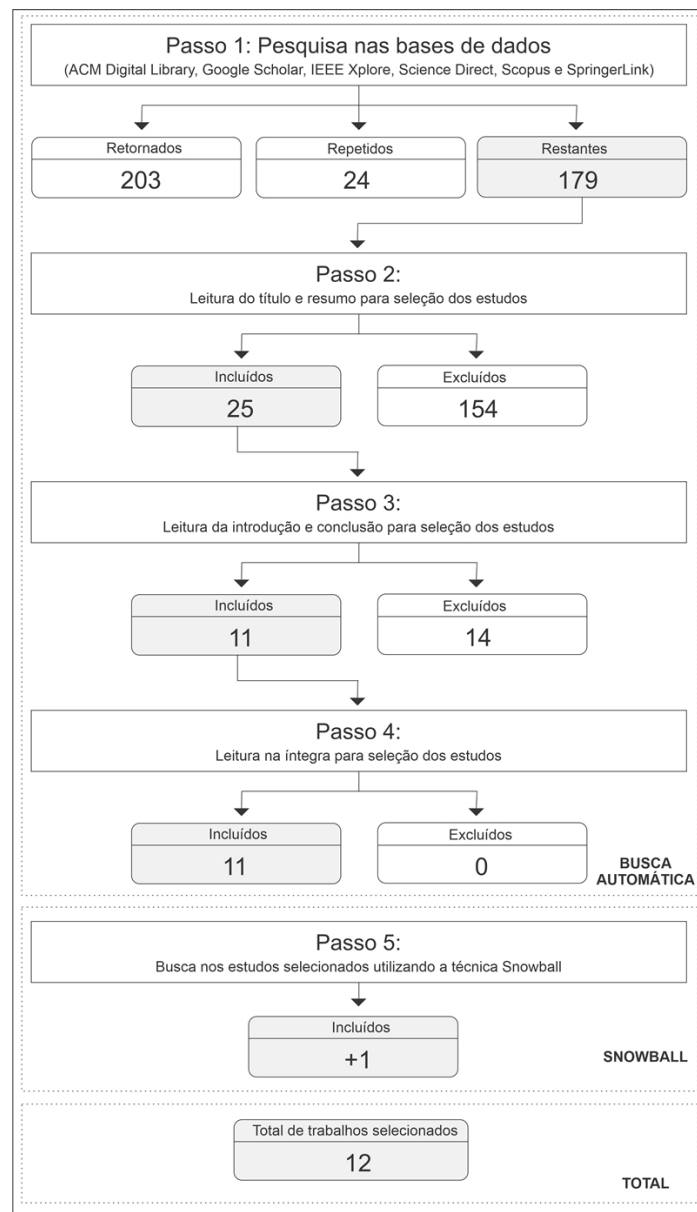 Passo 1: Pesquisa nas bases de dados
(ACM Digital Library, Google Scholar, IEEE Xplore, Science Direct, Scopus e SpringerLink)
Retornados
203
Repetidos
24
Restantes
179
Passo 2:
Leitura do título e resumo para seleção dos estudos
Incluídos
25
Excluídos
154
Passo 3:
Leitura da introdução e conclusão para seleção dos estudos
Incluídos
11
Excluídos
14
Passo 4:
Leitura na íntegra para seleção dos estudos
Incluídos
11
Excluídos
0
BUSCA
AUTOMÁTICA
Passo 5:
Busca nos estudos selecionados utilizando a técnica Snowball
Incluídos
+1
SNOWBALL
Total de trabalhos selecionados
12
TOTAL